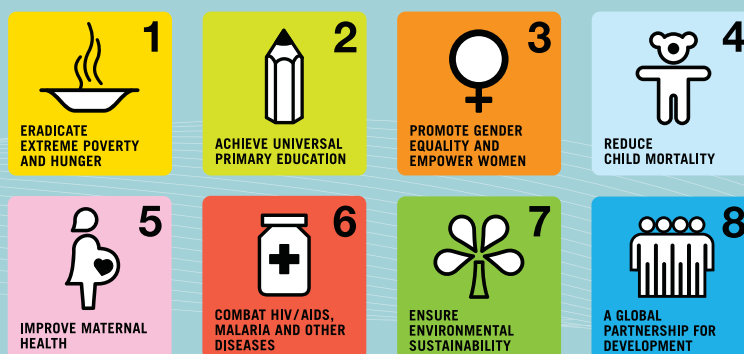 1
ERADICATE
EXTREME POVERTY
AND HUNGER
2
ACHIEVE UNIVERSAL
PRIMARY EDUCATION
3
PROMOTE GENDER
EQUALITY AND
EMPOWER WOMEN
4
REDUCE
CHILD MORTALITY
5
IMPROVE MATERNAL
HEALTH
6
COMBAT HIV/AIDS,
MALARIA AND OTHER
DISEASES
7
ENSURE
ENVIRONMENTAL
SUSTAINABILITY
8
A GLOBAL
PARTNERSHIP FOR
DEVELOPMENT